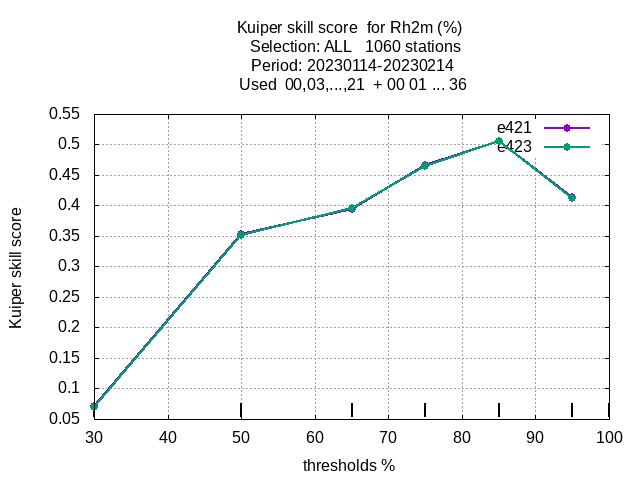 Kuiper skill score  for Rh2m (%)
Selection: ALL   1060 stations
Period: 20230114-20230214
Used  00,03,...,21  + 00 01 ... 36
e421
e423
Kuiper skill score
0.55
0.5
0.45
0.4
0.35
0.3
0.25
0.2
0.15
0.1
0.05
30 40 50 60 70 80 90 100
thresholds %